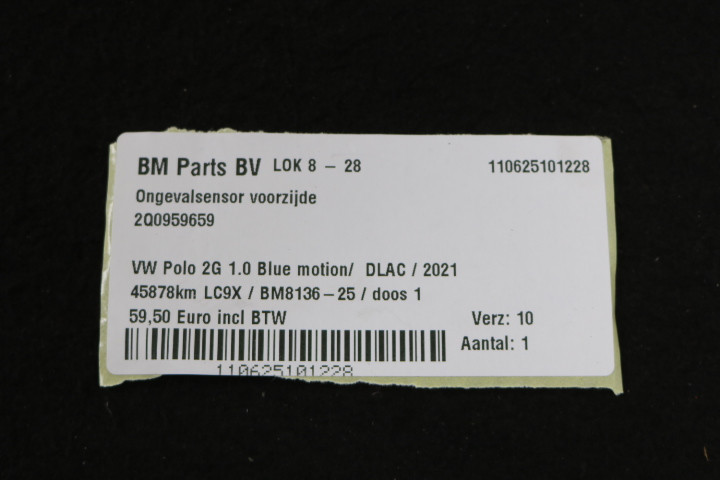 BM Parts BV LOK 8 – 28 110625101228
Ongevalsensor voorzijde
2Q0959659
VW Polo 2G 1.0 Blue motion/ DLAC / 2021
45878km LC9X / BM8136–25 / doos 1
59,50 Euro incl BTW Verz: 10
Aantal: 1
110625101228